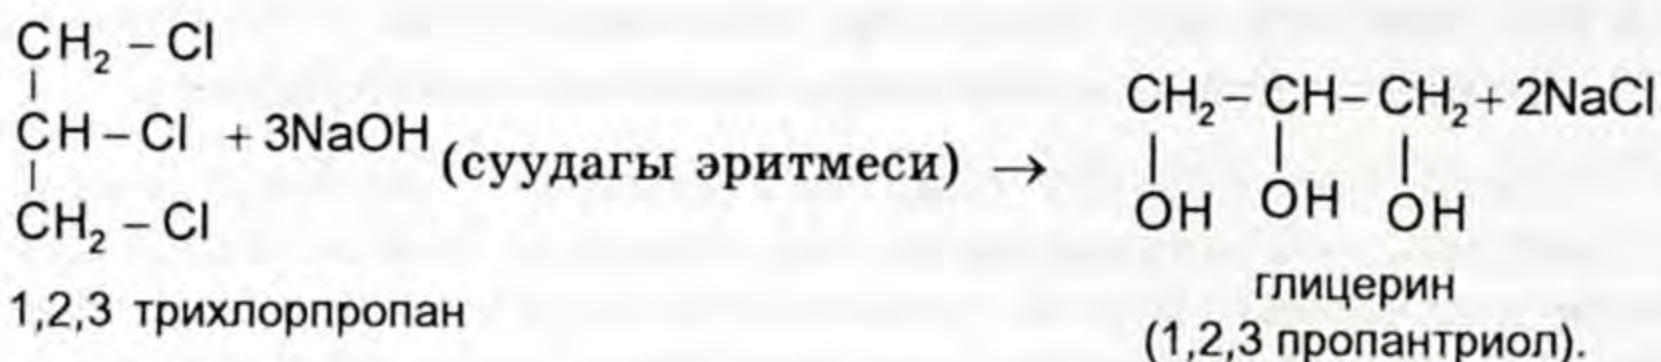 CH₂ – Cl
|
CH – Cl + 3NaOH (суудагы эритмеси) →
|
CH₂ – Cl
1,2,3 трихлорпропан
CH₂ – CH – CH₂ + 2NaCl
| | |
OH OH OH
глицерин
(1,2,3 пропантриол).